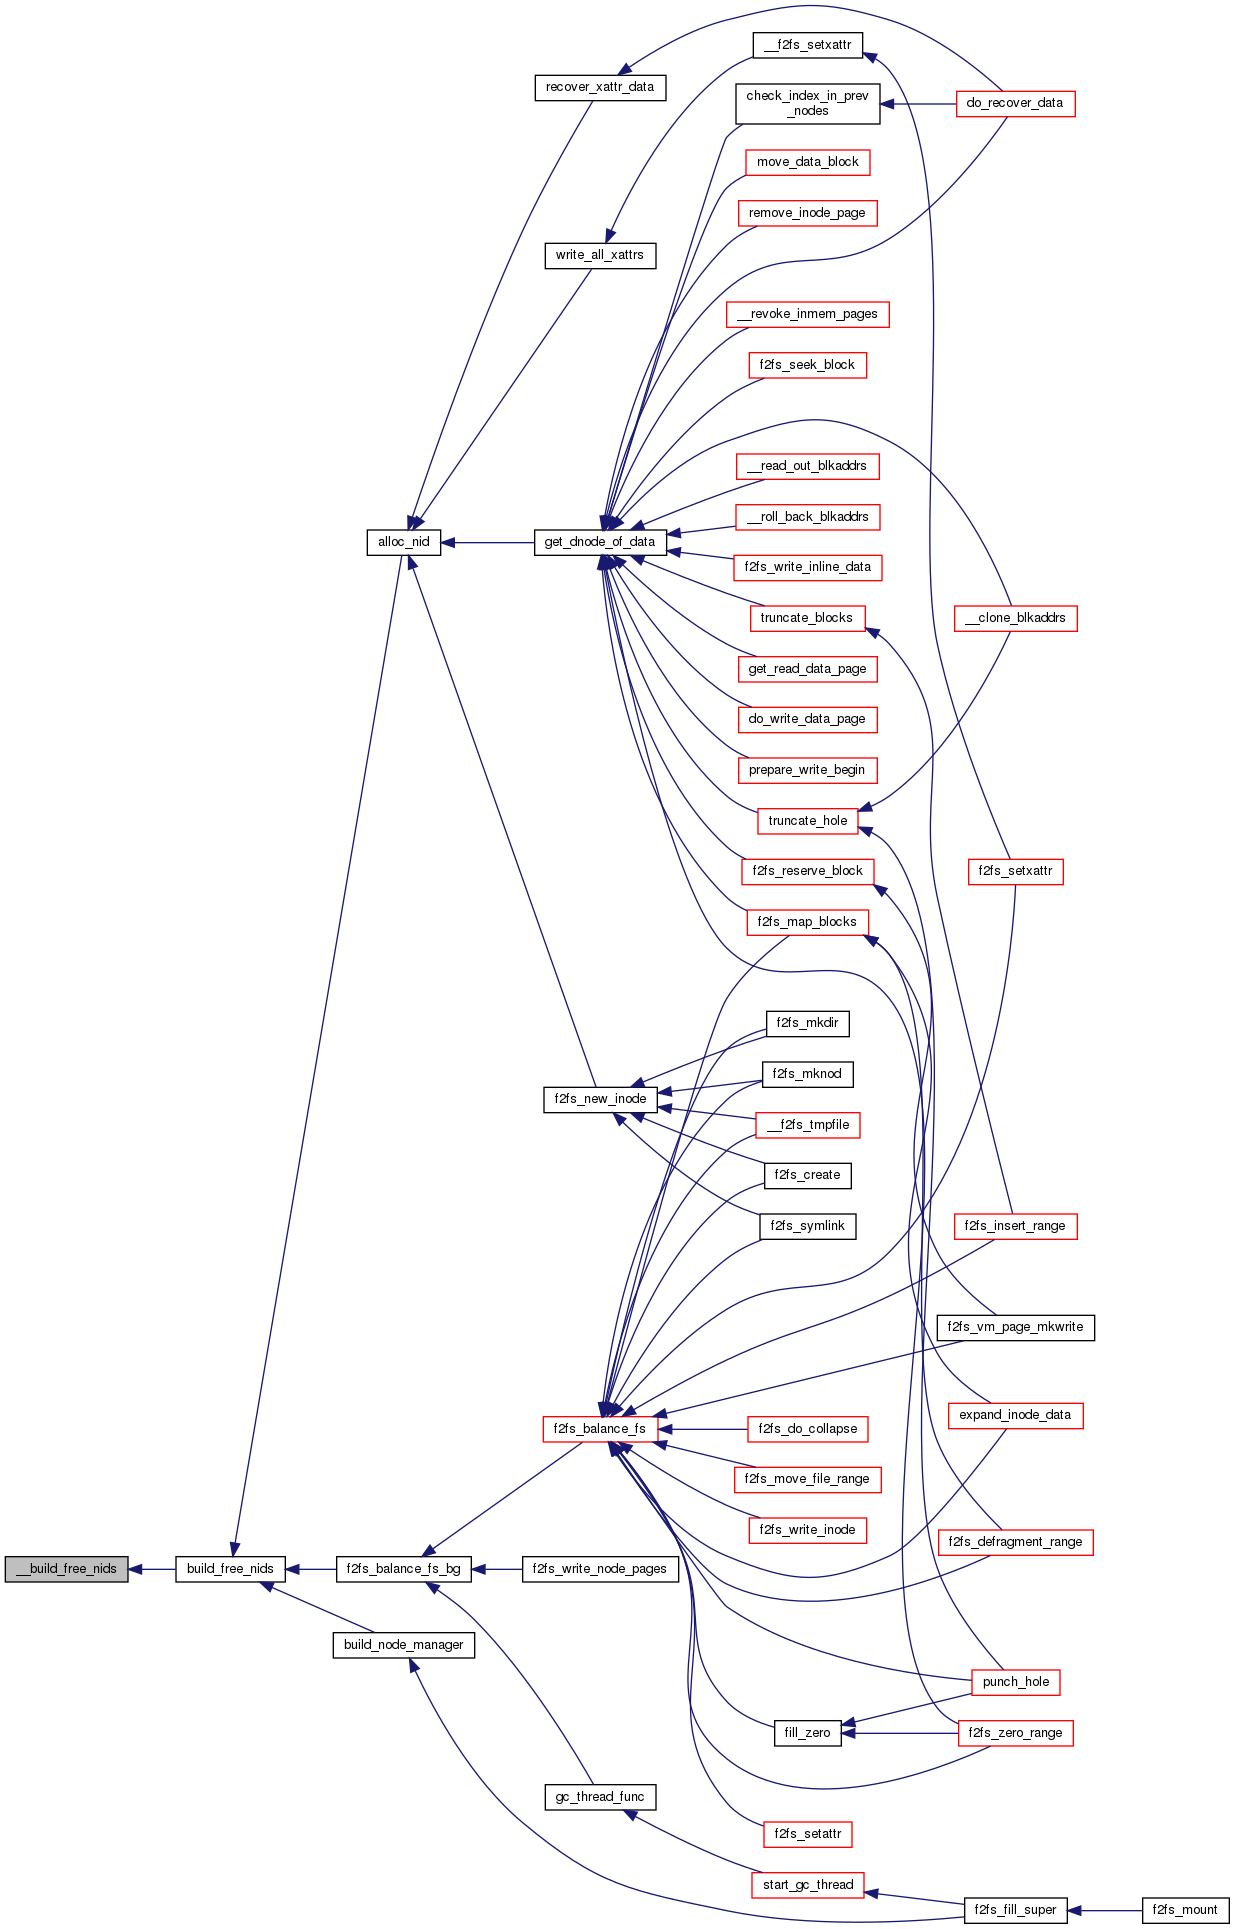 __f2fs_setxattr
recover_xattr_data
check_index_in_prev
_nodes
do_recover_data
move_data_block
remove_inode_page
write_all_xattrs
__revoke_inmem_pages
f2fs_seek_block
__read_out_blkaddrs
__roll_back_blkaddrs
alloc_nid
get_dnode_of_data
f2fs_write_inline_data
truncate_blocks
__clone_blkaddrs
get_read_data_page
do_write_data_page
prepare_write_begin
truncate_hole
f2fs_reserve_block
f2fs_setxattr
f2fs_map_blocks
f2fs_mkdir
f2fs_mknod
f2fs_new_inode
__f2fs_tmpfile
f2fs_create
f2fs_symlink
f2fs_insert_range
f2fs_vm_page_mkwrite
expand_inode_data
f2fs_balance_fs
f2fs_do_collapse
f2fs_move_file_range
f2fs_write_inode
f2fs_defragment_range
__build_free_nids
build_free_nids
f2fs_balance_fs_bg
f2fs_write_node_pages
build_node_manager
punch_hole
fill_zero
f2fs_zero_range
gc_thread_func
f2fs_setattr
start_gc_thread
f2fs_fill_super
f2fs_mount